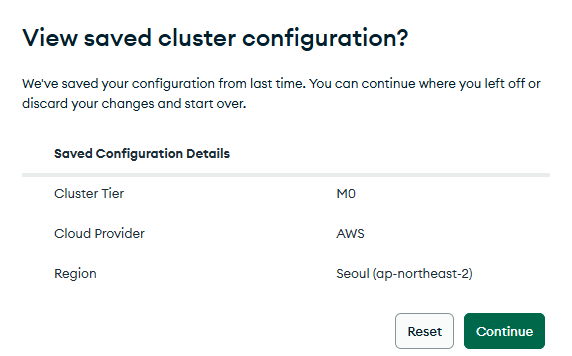 View saved cluster configuration?
We've saved your configuration from last time. You can continue where you left off or
discard your changes and start over.
Saved Configuration Details
Cluster Tier M0
Cloud Provider AWS
Region Seoul (ap-northeast-2)
Reset Continue